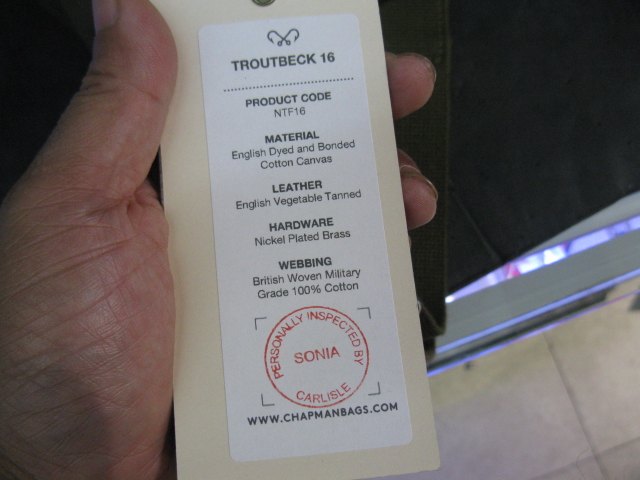 TROUTBECK 16
PRODUCT CODE
NTF16
MATERIAL
English Dyed and Bonded
Cotton Canvas
LEATHER
English Vegetable Tanned
HARDWARE
Nickel Plated Brass
WEBBING
British Woven Military
Grade 100% Cotton
PERSONALLY INSPECTED BY
SONIA
CARLISLE
WWW.CHAPMANBAGS.COM